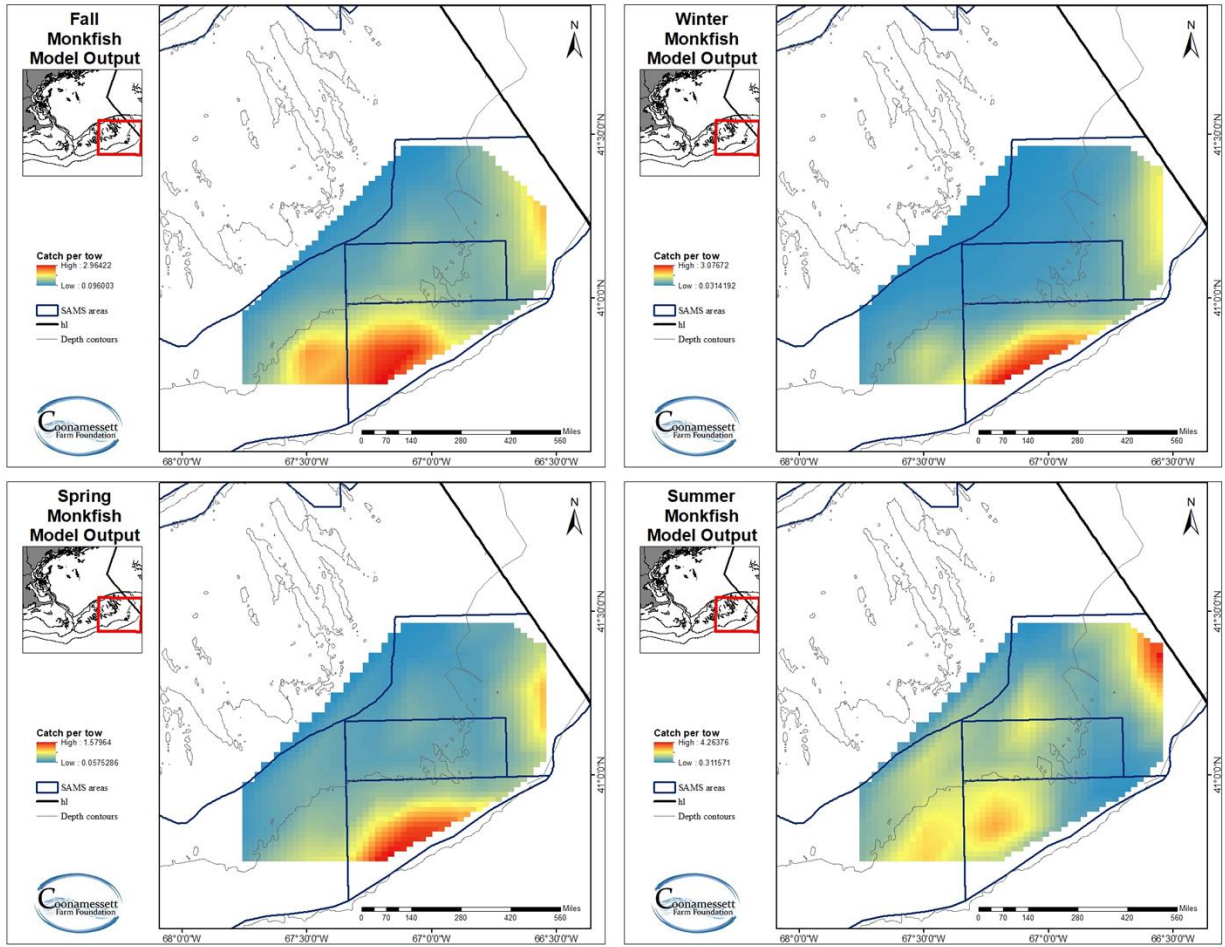 Fall
Monkfish
Model Output
Catch per tow
High : 2.96422
Low : 0.096003
SAMS areas
hl
Depth contours
Coonamessett
Farm Foundation
N
41°30'0"N
41°0'0"N
Miles
0 70 140 280 420 560
68°0'0"W 67°30'0"W 67°0'0"W 66°30'0"W
Winter
Monkfish
Model Output
Catch per tow
High : 3.07672
Low : 0.0314192
SAMS areas
hl
Depth contours
Coonamessett
Farm Foundation
N
41°30'0"N
41°0'0"N
Miles
0 70 140 280 420 560
68°0'0"W 67°30'0"W 67°0'0"W 66°30'0"W
Spring
Monkfish
Model Output
Catch per tow
High : 1.57964
Low : 0.0575286
SAMS areas
hl
Depth contours
Coonamessett
Farm Foundation
N
41°30'0"N
41°0'0"N
Miles
0 70 140 280 420 560
68°0'0"W 67°30'0"W 67°0'0"W 66°30'0"W
Summer
Monkfish
Model Output
Catch per tow
High : 4.26376
Low : 0.311571
SAMS areas
hl
Depth contours
Coonamessett
Farm Foundation
N
41°30'0"N
41°0'0"N
Miles
0 70 140 280 420 560
68°0'0"W 67°30'0"W 67°0'0"W 66°30'0"W